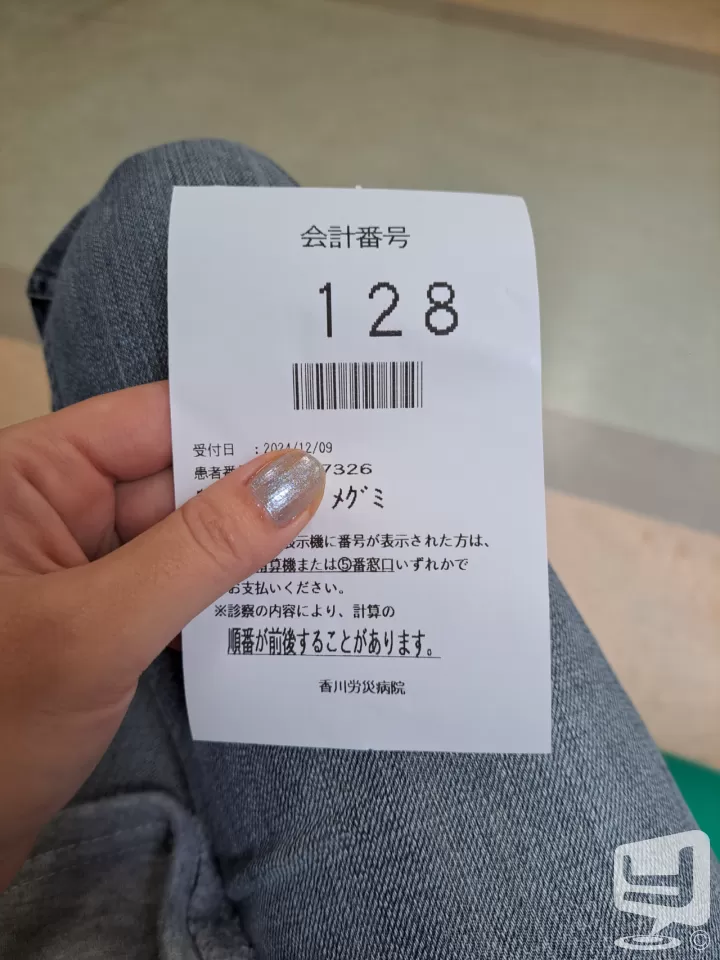 会計番号
128
受付日 :2024/12/09
患者番 7326
メグミ
表示機に番号が表示された方は、
算機または⑤番窓口いずれかで
お支払いください。
※診察の内容により、計算の
順番が前後することがあります。
香川労災病院
©